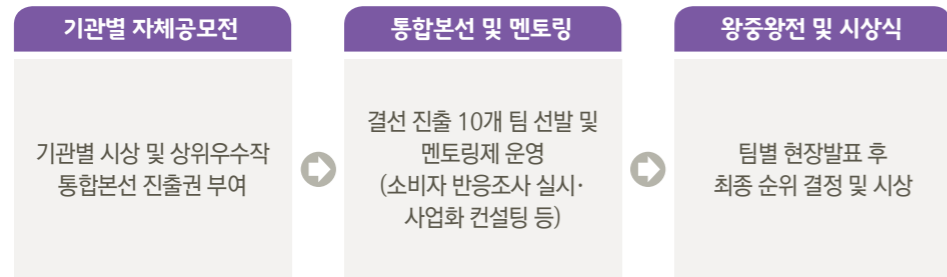 기관별 자체공모전
기관별 시상 및 상위우수작
통합본선 진출권 부여
통합본선 및 멘토링
결선 진출 10개 팀 선발 및
멘토링제 운영
(소비자 반응조사 실시·
사업화 컨설팅 등)
왕중왕전 및 시상식
팀별 현장발표 후
최종 순위 결정 및 시상